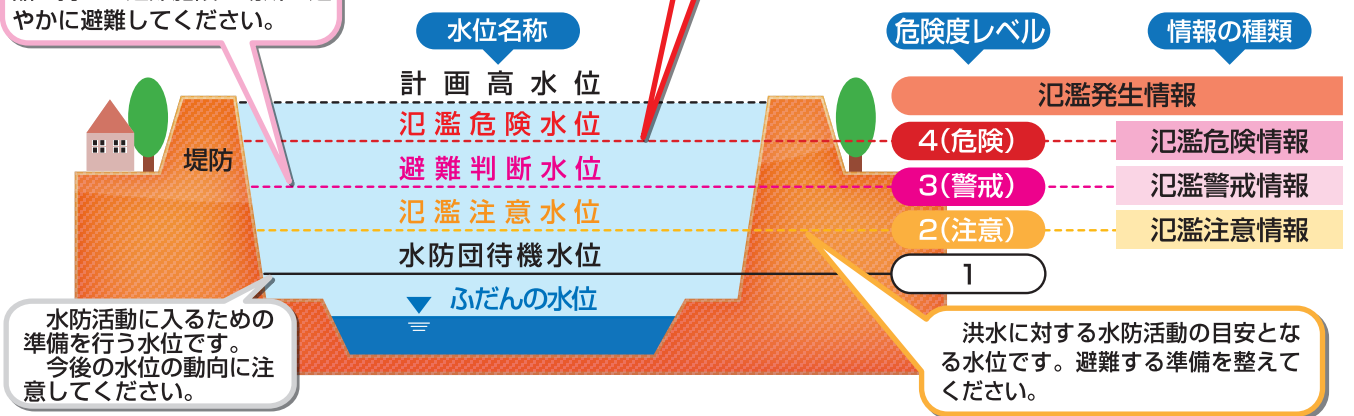 やかに避難してください。
水位名称
危険度レベル
情報の種類
計画高水位
氾濫発生情報
氾濫危険水位
4(危険)
氾濫危険情報
堤防
避難判断水位
3(警戒)
氾濫警戒情報
氾濫注意水位
2(注意)
氾濫注意情報
水防団待機水位
1
ふだんの水位
水防活動に入るための
準備を行う水位です。
今後の水位の動向に注
意してください。
洪水に対する水防活動の目安とな
る水位です。避難する準備を整えて
ください。